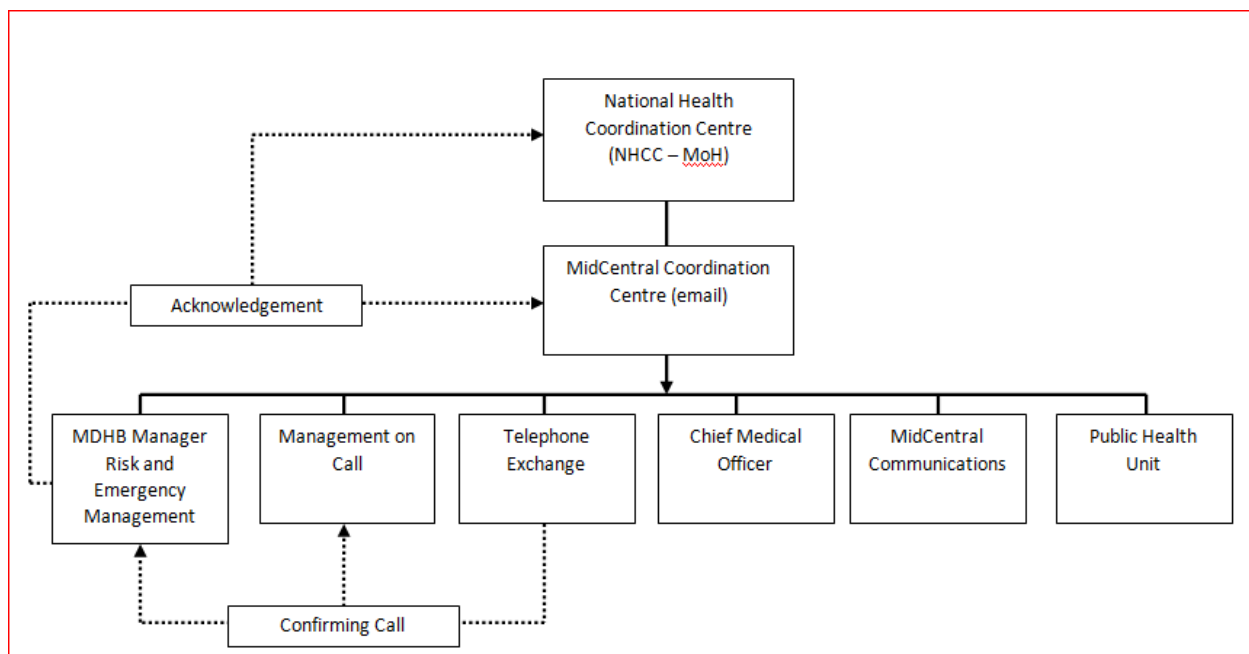 National Health
Coordination Centre
(NHCC – MoH)
MidCentral Coordination
Centre (email)
Acknowledgement
MDHB Manager
Risk and
Emergency
Management
Management on
Call
Telephone
Exchange
Chief Medical
Officer
MidCentral
Communications
Public Health
Unit
Confirming Call